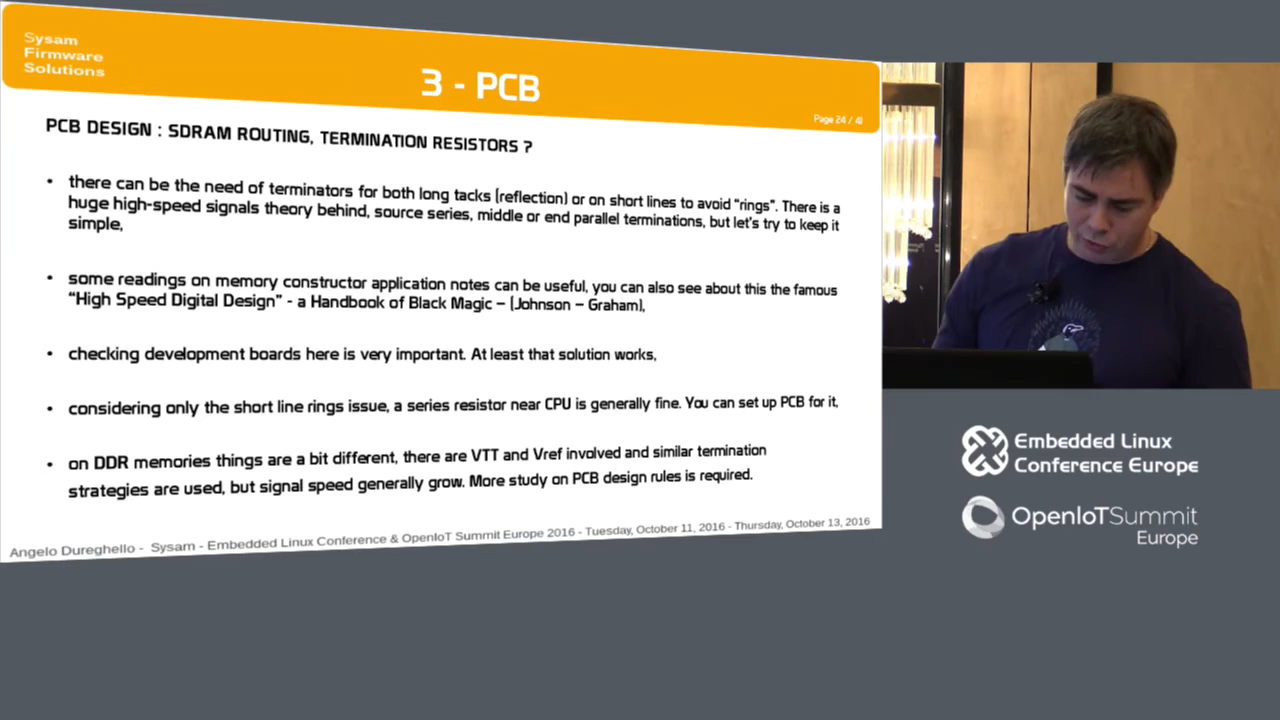 Sysam
Firmware
Solutions
3 - PCB
Page 24 / 41
PCB DESIGN : SDRAM ROUTING, TERMINATION RESISTORS ?
• there can be the need of terminators for both long tacks (reflection) or on short lines to avoid "rings". There is a
huge high-speed signals theory behind, source series, middle or end parallel terminations, but let's try to keep it
simple,
• some readings on memory constructor application notes can be useful, you can also see about this the famous
"High Speed Digital Design" - a Handbook of Black Magic – (Johnson – Graham),
• checking development boards here is very important. At least that solution works,
• considering only the short line rings issue, a series resistor near CPU is generally fine. You can set up PCB for it,
• on DDR memories things are a bit different, there are VTT and Vref involved and similar termination
strategies are used, but signal speed generally grow. More study on PCB design rules is required.
Angelo Dureghello - Sysam - Embedded Linux Conference & OpenIoT Summit Europe 2016 - Tuesday, October 11, 2016 - Thursday, October 13, 2016
Embedded Linux
Conference Europe
OpenIoTSummit
Europe